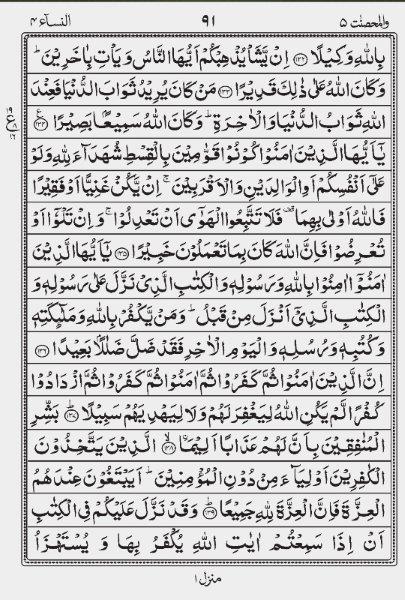 النساء ٤ ٩١ والمحصنت ٥
بِاللّٰهِ وَكِيْلًا ﴿١٣٢﴾ اِنْ يَّشَاْ يُذْهِبْكُمْ اَيُّهَا النَّاسُ وَيَاْتِ بِاٰخَرِيْنَ ؕ
وَكَانَ اللّٰهُ عَلٰى ذٰلِكَ قَدِيْرًا ﴿١٣٣﴾ مَنْ كَانَ يُرِيْدُ ثَوَابَ الدُّنْيَا فَعِنْدَ
اللّٰهِ ثَوَابُ الدُّنْيَا وَالْاٰخِرَةِ ؕ وَكَانَ اللّٰهُ سَمِيْعًۢا بَصِيْرًا ﴿١٣٤﴾
يٰۤاَيُّهَا الَّذِيْنَ اٰمَنُوْا كُوْنُوْا قَوّٰمِيْنَ بِالْقِسْطِ شُهَدَآءَ لِلّٰهِ وَلَوْ
عَلٰۤى اَنْفُسِكُمْ اَوِ الْوَالِدَيْنِ وَالْاَقْرَبِيْنَ ۚ اِنْ يَّكُنْ غَنِيًّا اَوْ فَقِيْرًا
فَاللّٰهُ اَوْلٰى بِهِمَا ۫ فَلَا تَتَّبِعُوا الْهَوٰۤى اَنْ تَعْدِلُوْا ۚ وَاِنْ تَلْوٗۤا اَوْ
تُعْرِضُوْا فَاِنَّ اللّٰهَ كَانَ بِمَا تَعْمَلُوْنَ خَبِيْرًا ﴿١٣٥﴾ يٰۤاَيُّهَا الَّذِيْنَ
اٰمَنُوْۤا اٰمِنُوْا بِاللّٰهِ وَرَسُوْلِهٖ وَالْكِتٰبِ الَّذِيْ نَزَّلَ عَلٰى رَسُوْلِهٖ وَ
الْكِتٰبِ الَّذِيْۤ اَنْزَلَ مِنْ قَبْلُ ؕ وَمَنْ يَّكْفُرْ بِاللّٰهِ وَمَلٰٓئِكَتِهٖ
وَكُتُبِهٖ وَرُسُلِهٖ وَالْيَوْمِ الْاٰخِرِ فَقَدْ ضَلَّ ضَلٰلًۢا بَعِيْدًا ﴿١٣٦﴾
اِنَّ الَّذِيْنَ اٰمَنُوْا ثُمَّ كَفَرُوْا ثُمَّ اٰمَنُوْا ثُمَّ كَفَرُوْا ثُمَّ ازْدَادُوْا
كُفْرًا لَّمْ يَكُنِ اللّٰهُ لِيَغْفِرَ لَهُمْ وَلَا لِيَهْدِيَهُمْ سَبِيْلًا ﴿١٣٧﴾ بَشِّرِ
الْمُنٰفِقِيْنَ بِاَنَّ لَهُمْ عَذَابًا اَلِيْمًا ﴿١٣٨﴾ الَّذِيْنَ يَتَّخِذُوْنَ
الْكٰفِرِيْنَ اَوْلِيَآءَ مِنْ دُوْنِ الْمُؤْمِنِيْنَ ؕ اَيَبْتَغُوْنَ عِنْدَهُمُ
الْعِزَّةَ فَاِنَّ الْعِزَّةَ لِلّٰهِ جَمِيْعًا ﴿١٣٩﴾ وَقَدْ نَزَّلَ عَلَيْكُمْ فِي الْكِتٰبِ
اَنْ اِذَا سَمِعْتُمْ اٰيٰتِ اللّٰهِ يُكْفَرُ بِهَا وَ يُسْتَهْزَاُ
منزل ١